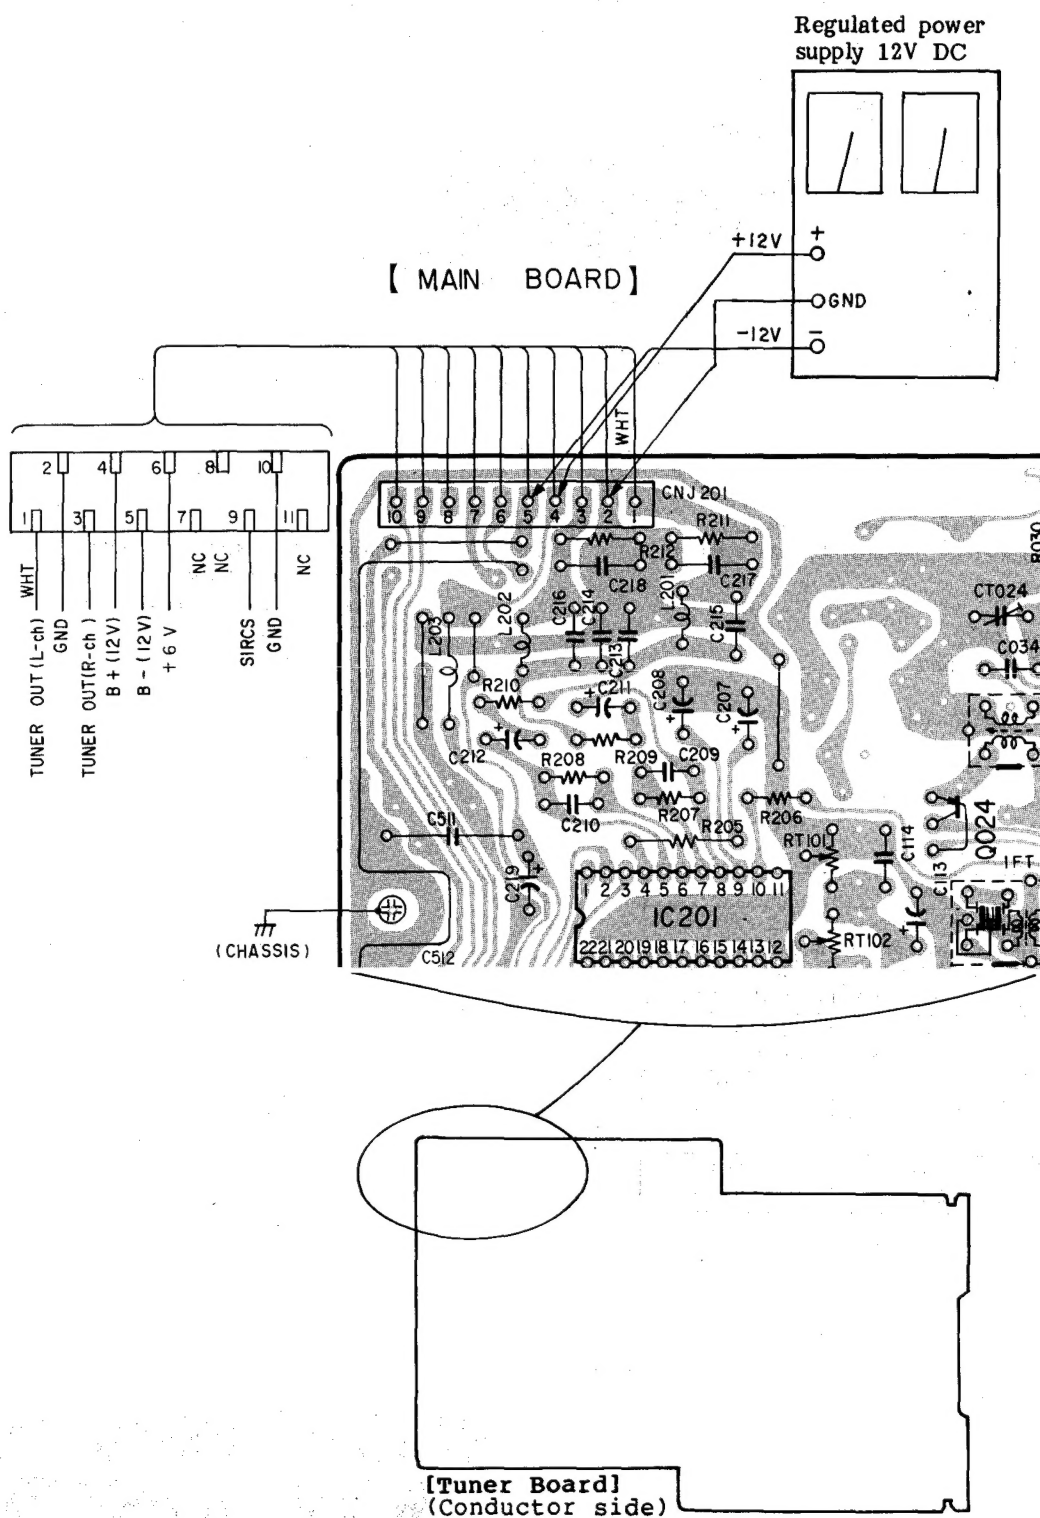 Regulated power
supply 12V DC
+12V
+
GND
-12V
−
【 MAIN BOARD】
WHT
2 4 6 8 10
1 3 5 7 9 11
WHT
TUNER OUT (L-ch)
GND
TUNER OUT(R-ch)
B+(12V)
B-(12V)
+6V
NC
NC
SIRCS
GND
NC
CNJ201
10 9 8 7 6 5 4 3 2 1
R211
R212
C218
C217
R030
CT024
C034
L203
L202
C216
C214
C213
L201
C215
R210
C211
C208
C207
C212
R208
R209
C209
C210
R207
R205
R206
C511
RT101
C114
Q024
C219
C113
IFT
1 2 3 4 5 6 7 8 9 10 11
IC201
22 21 20 19 18 17 16 15 14 13 12
RT102
(CHASSIS)
C512
[Tuner Board]
(Conductor side)